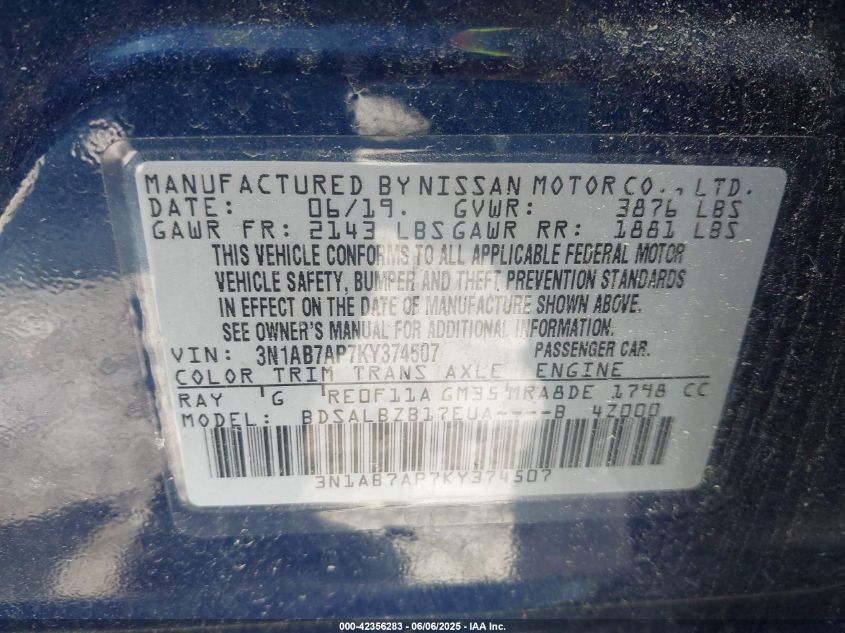 MANUFACTURED BY NISSAN MOTOR CO., LTD.
DATE: 06/19. GVWR: 3876 LBS
GAWR FR: 2143 LBS GAWR RR: 1881 LBS
THIS VEHICLE CONFORMS TO ALL APPLICABLE FEDERAL MOTOR
VEHICLE SAFETY, BUMPER AND THEFT PREVENTION STANDARDS
IN EFFECT ON THE DATE OF MANUFACTURE SHOWN ABOVE.
SEE OWNER'S MANUAL FOR ADDITIONAL INFORMATION.
VIN: 3N1AB7AP7KY374507 PASSENGER CAR.
COLOR TRIM TRANS AXLE ENGINE
RAY G RE0F11A GM35 MRA8DE 1798 CC
MODEL: BDSALBZB17EUA----B 4Z000
3N1AB7AP7KY374507
000-42356283 - 06/06/2025 - IAA Inc.